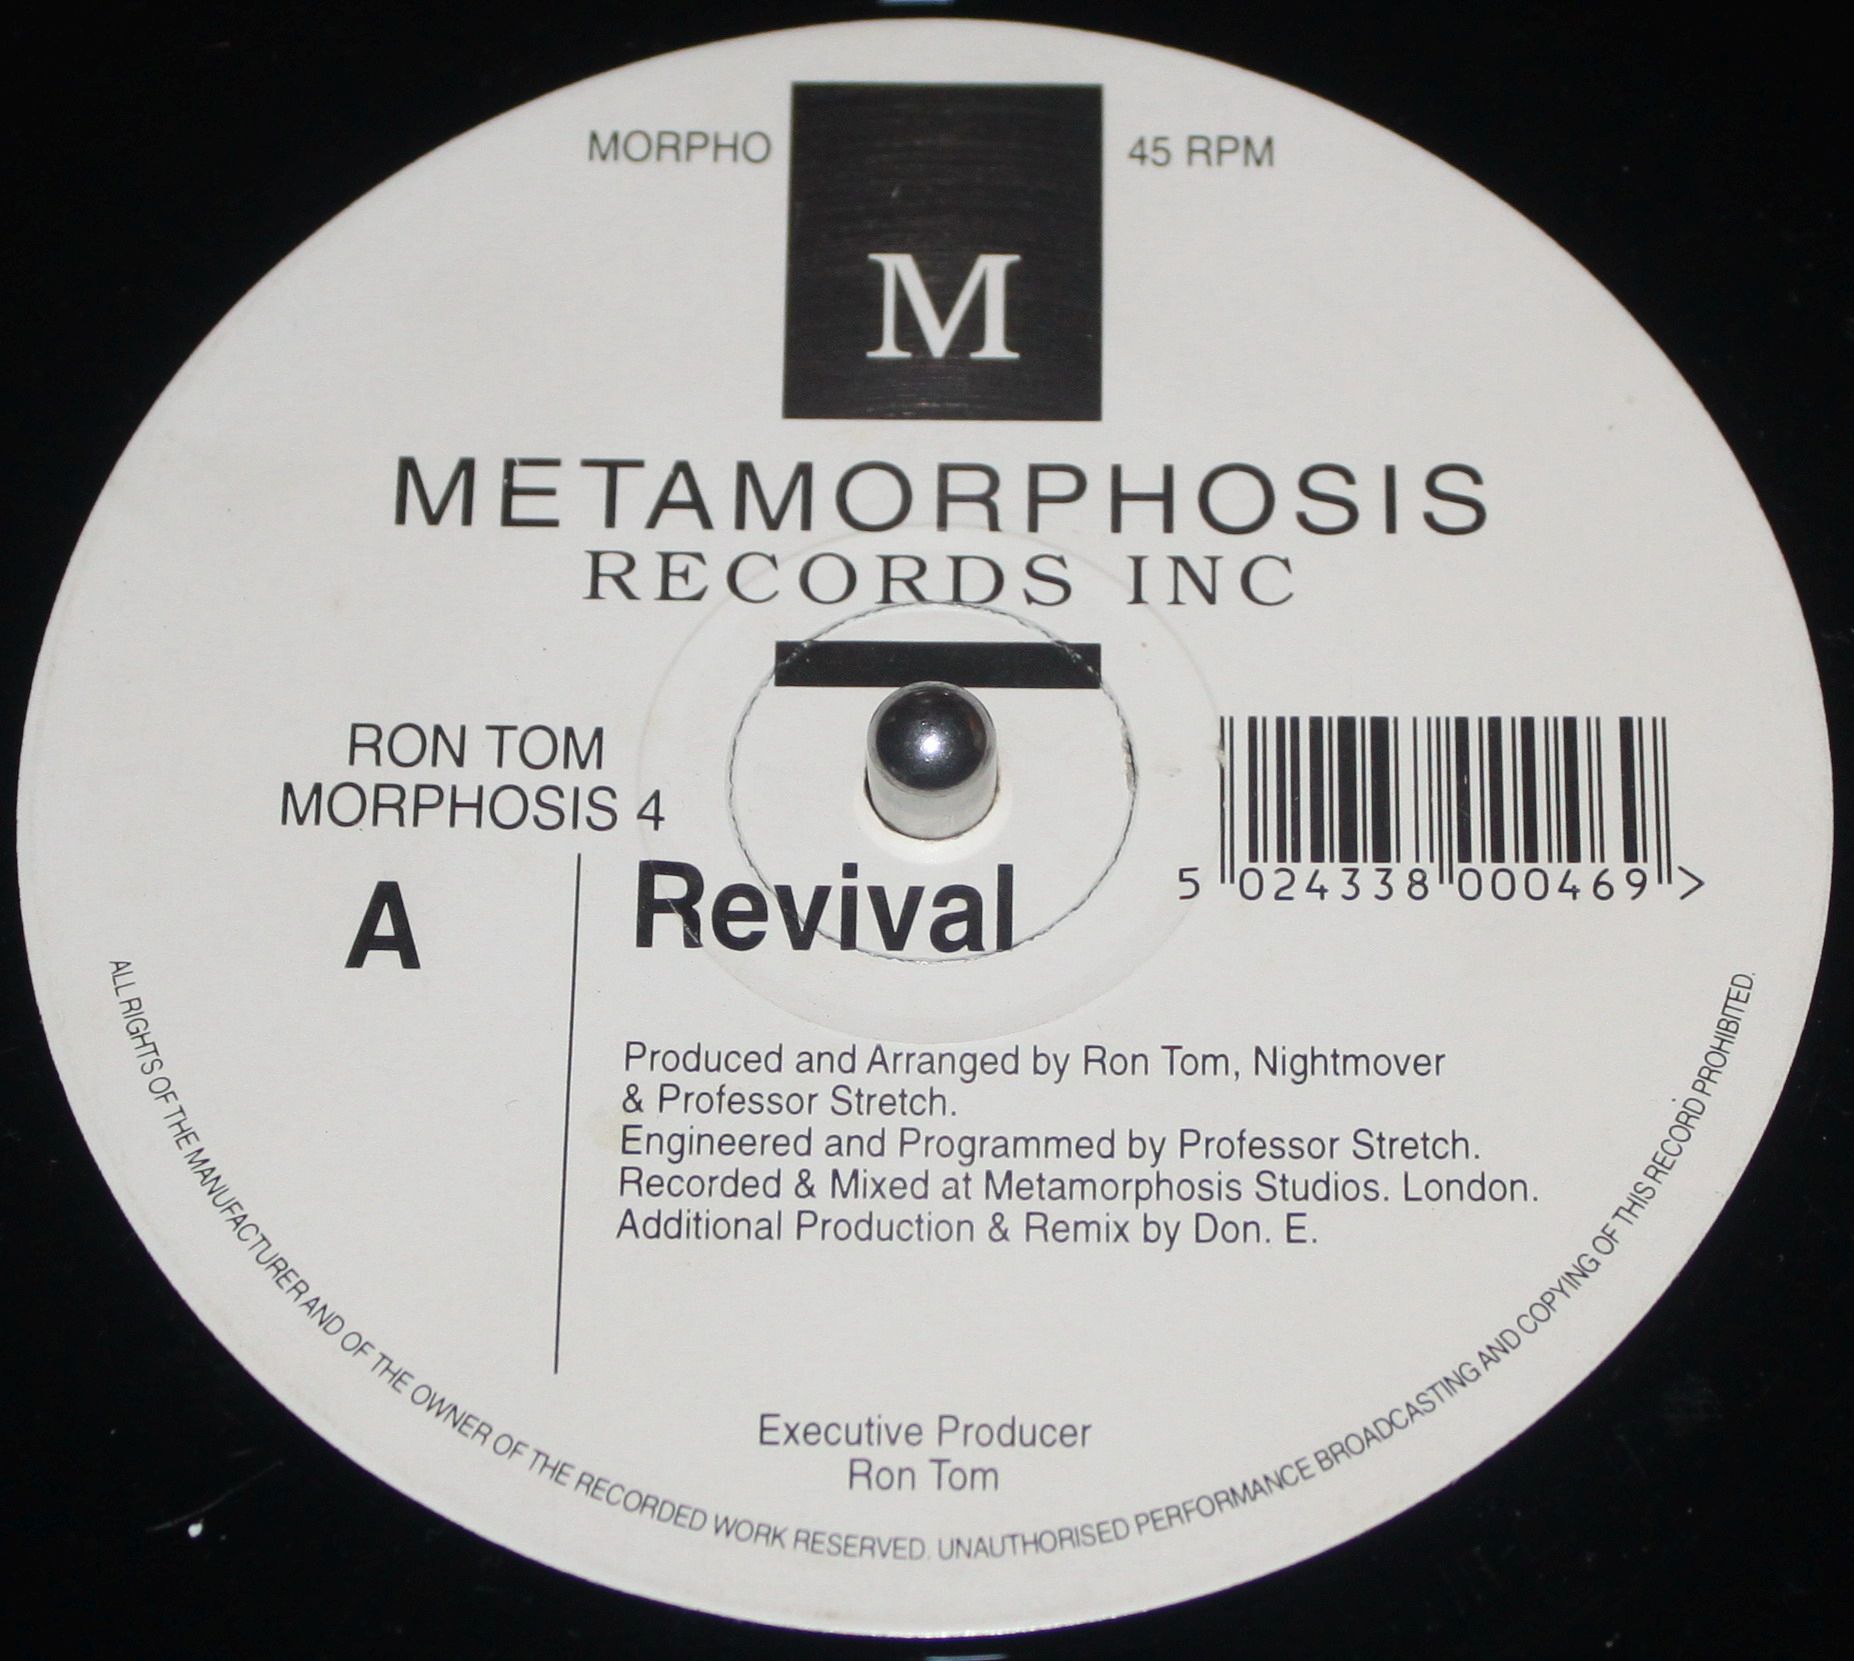 MORPHO
45 RPM
M
METAMORPHOSIS
RECORDS INC
RON TOM
MORPHOSIS 4
5 024338 000469 >
A
Revival
Produced and Arranged by Ron Tom, Nightmover
& Professor Stretch.
Engineered and Programmed by Professor Stretch.
Recorded & Mixed at Metamorphosis Studios. London.
Additional Production & Remix by Don. E.
Executive Producer
Ron Tom
ALL RIGHTS OF THE MANUFACTURER AND OF THE OWNER OF THE RECORDED WORK RESERVED. UNAUTHORISED PERFORMANCE BROADCASTING AND COPYING OF THIS RECORD PROHIBITED.